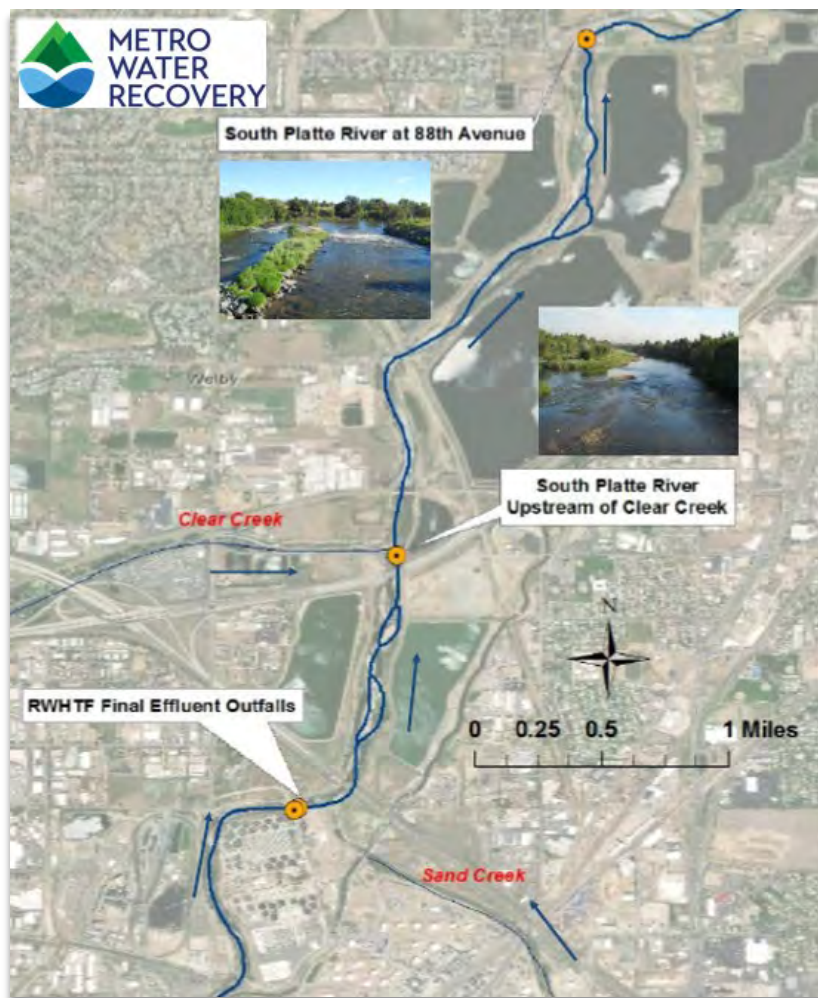 METRO
WATER
RECOVERY
South Platte River at 88th Avenue
Welby
South Platte River
Upstream of Clear Creek
Clear Creek
N
RWHTF Final Effluent Outfalls
0 0.25 0.5 1 Miles
Sand Creek